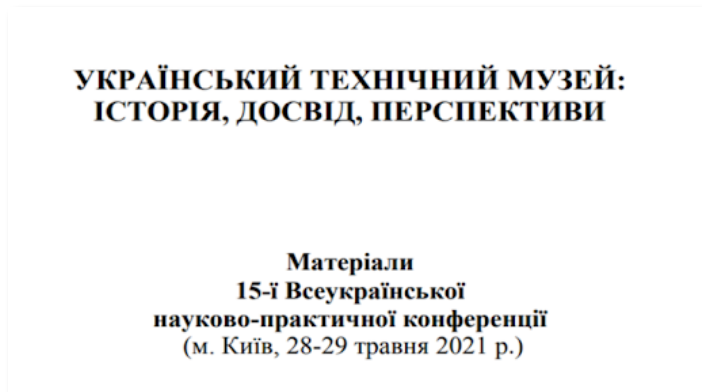 УКРАЇНСЬКИЙ ТЕХНІЧНИЙ МУЗЕЙ:
ІСТОРІЯ, ДОСВІД, ПЕРСПЕКТИВИ
Матеріали
15-ї Всеукраїнської
науково-практичної конференції
(м. Київ, 28-29 травня 2021 р.)